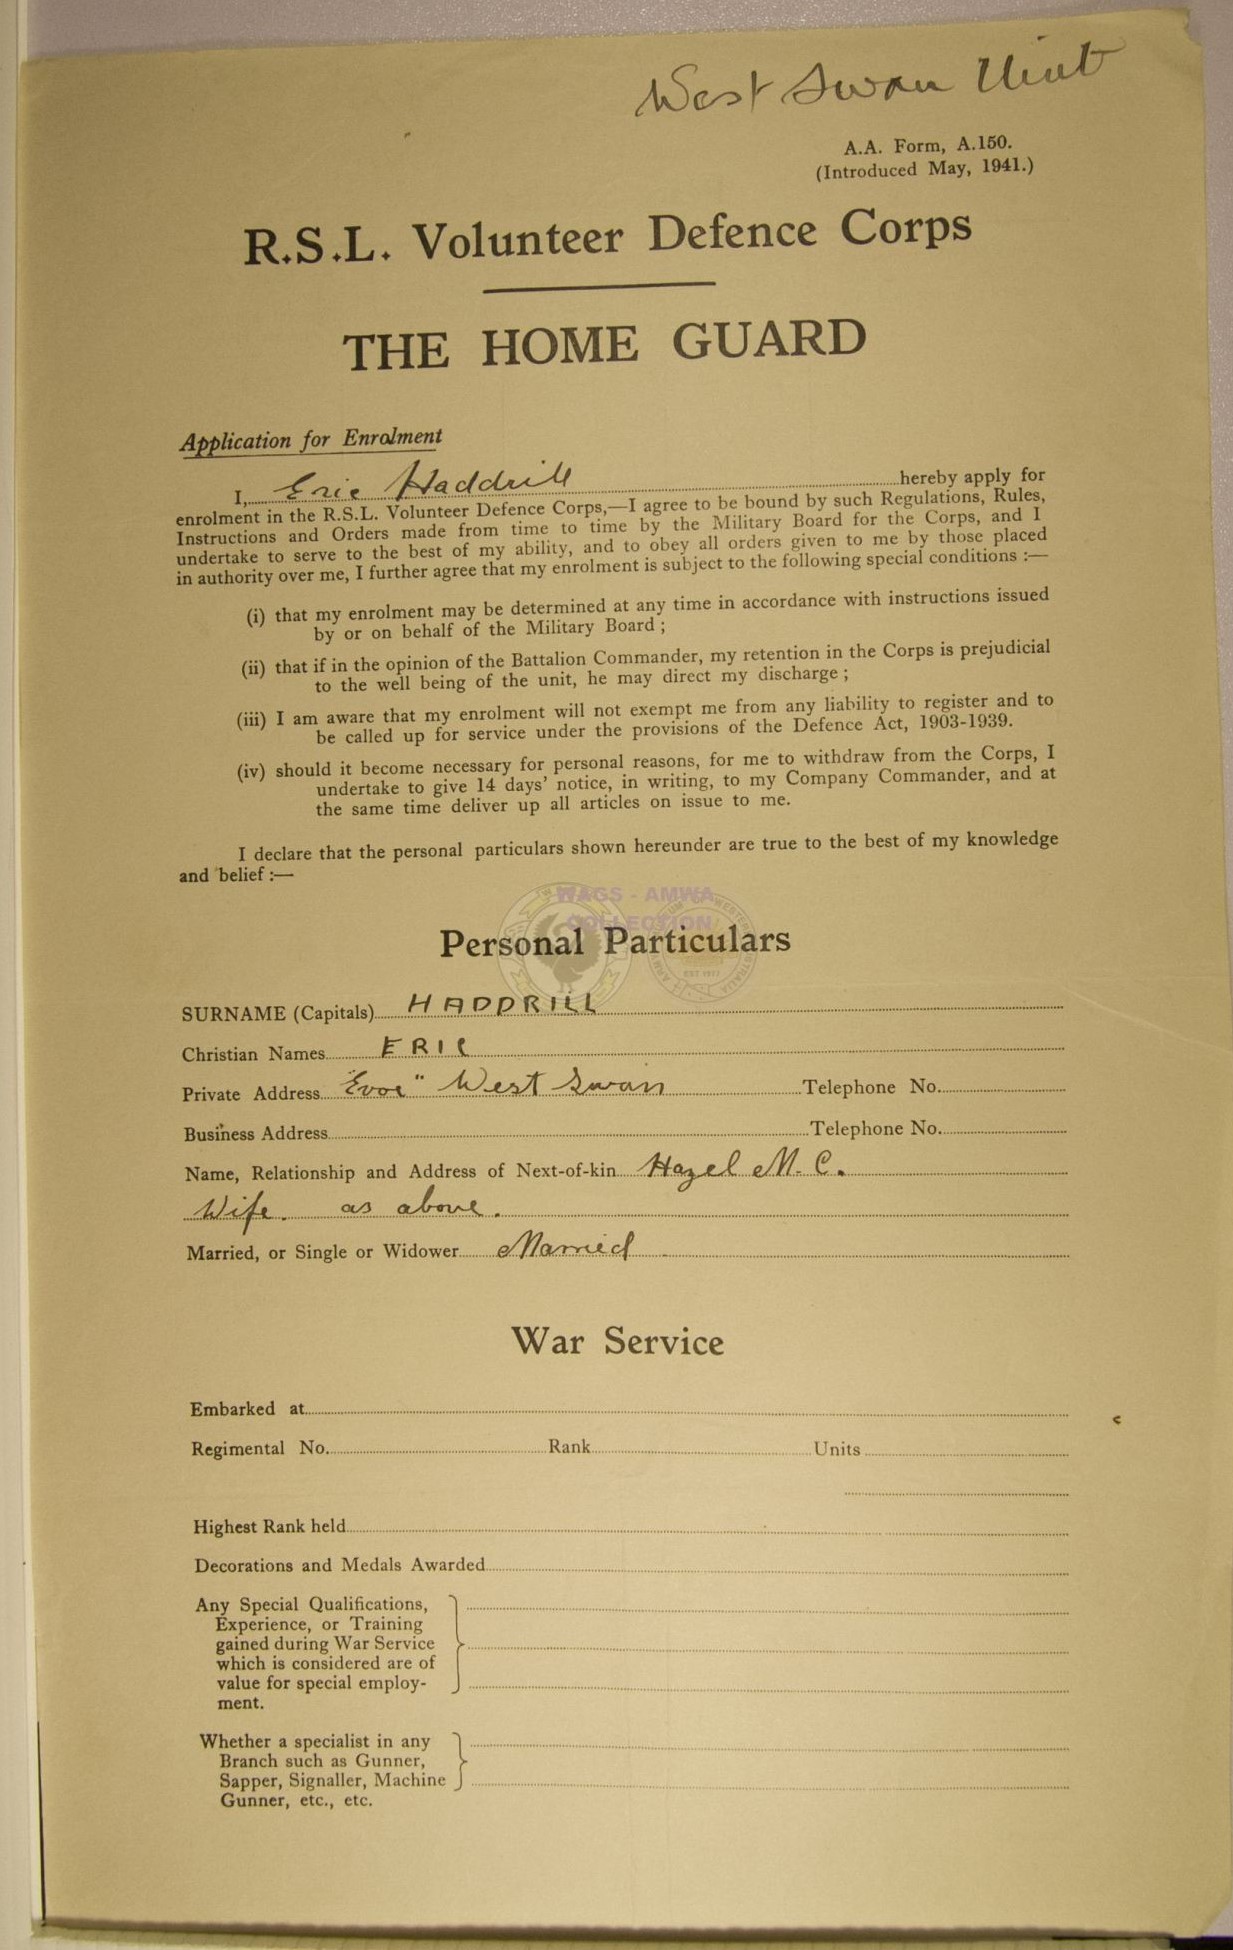 West Swan Unit
A.A. Form, A.150.
(Introduced May, 1941.)
R.S.L. Volunteer Defence Corps
THE HOME GUARD
Application for Enrolment
I, Eric Haddrill hereby apply for
enrolment in the R.S.L. Volunteer Defence Corps,—I agree to be bound by such Regulations, Rules,
Instructions and Orders made from time to time by the Military Board for the Corps, and I
undertake to serve to the best of my ability, and to obey all orders given to me by those placed
in authority over me, I further agree that my enrolment is subject to the following special conditions :—
(i) that my enrolment may be determined at any time in accordance with instructions issued
by or on behalf of the Military Board ;
(ii) that if in the opinion of the Battalion Commander, my retention in the Corps is prejudicial
to the well being of the unit, he may direct my discharge ;
(iii) I am aware that my enrolment will not exempt me from any liability to register and to
be called up for service under the provisions of the Defence Act, 1903-1939.
(iv) should it become necessary for personal reasons, for me to withdraw from the Corps, I
undertake to give 14 days' notice, in writing, to my Company Commander, and at
the same time deliver up all articles on issue to me.
I declare that the personal particulars shown hereunder are true to the best of my knowledge
and belief :—
WAGS - AMWA
COLLECTION
Personal Particulars
SURNAME (Capitals) HADDRILL
Christian Names ERIC
Private Address West Swan Telephone No.
Business Address Telephone No.
Name, Relationship and Address of Next-of-kin Hazel M. C.
Wife. as above.
Married, or Single or Widower Married
War Service
Embarked at
Regimental No. Rank Units
Highest Rank held
Decorations and Medals Awarded
Any Special Qualifications,
Experience, or Training
gained during War Service
which is considered are of
value for special employ-
ment.
Whether a specialist in any
Branch such as Gunner,
Sapper, Signaller, Machine
Gunner, etc., etc.